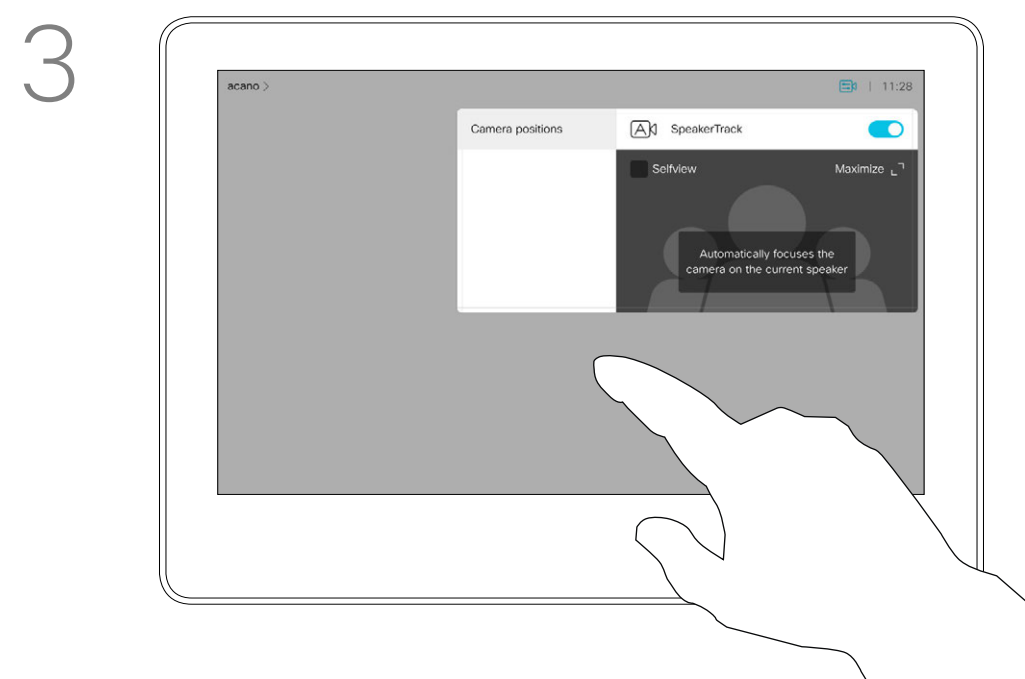 3
acano >
| 11:28
Camera positions
A SpeakerTrack
Selfview Maximize
Automatically focuses the
camera on the current speaker